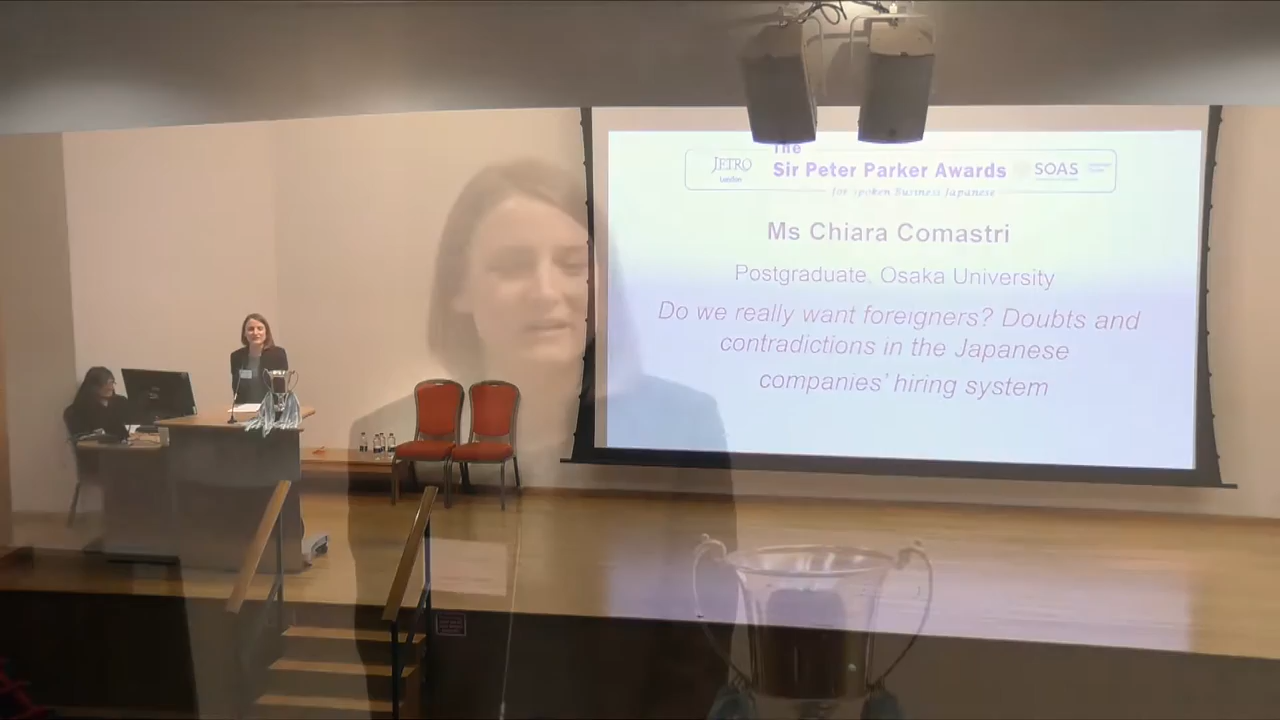 JETRO
London
The
Sir Peter Parker Awards
for spoken Business Japanese
SOAS
Ms Chiara Comastri
Postgraduate, Osaka University
Do we really want foreigners? Doubts and
contradictions in the Japanese
companies' hiring system